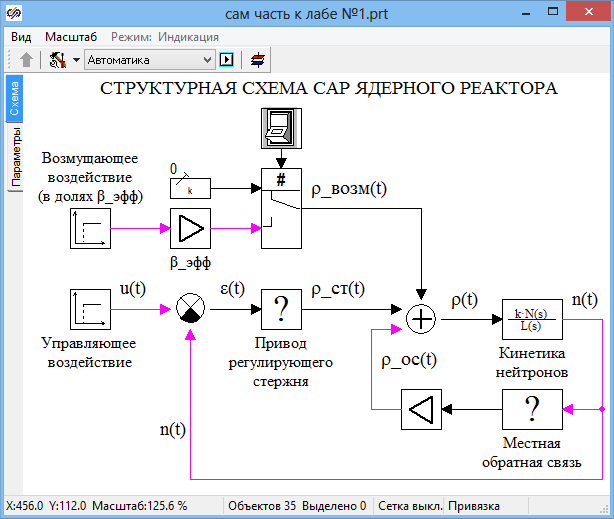 сам часть к лабе №1.prt
Вид Масштаб Режим: Индикация
Автоматика
Схема
Параметры
СТРУКТУРНАЯ СХЕМА САР ЯДЕРНОГО РЕАКТОРА
Возмущающее
воздействие
(в долях β_эфф)
0
k
#
ρ_возм(t)
β_эфф
u(t)
ε(t)
?
ρ_ст(t)
ρ(t)
k·N(s)
L(s)
n(t)
Управляющее
воздействие
Привод
регулирующего
стержня
Кинетика
нейтронов
ρ_ос(t)
?
n(t)
Местная
обратная связь
X:456.0 Y:112.0 Масштаб:125.6 % Объектов 35 Выделено 0 Сетка выкл. Привязка